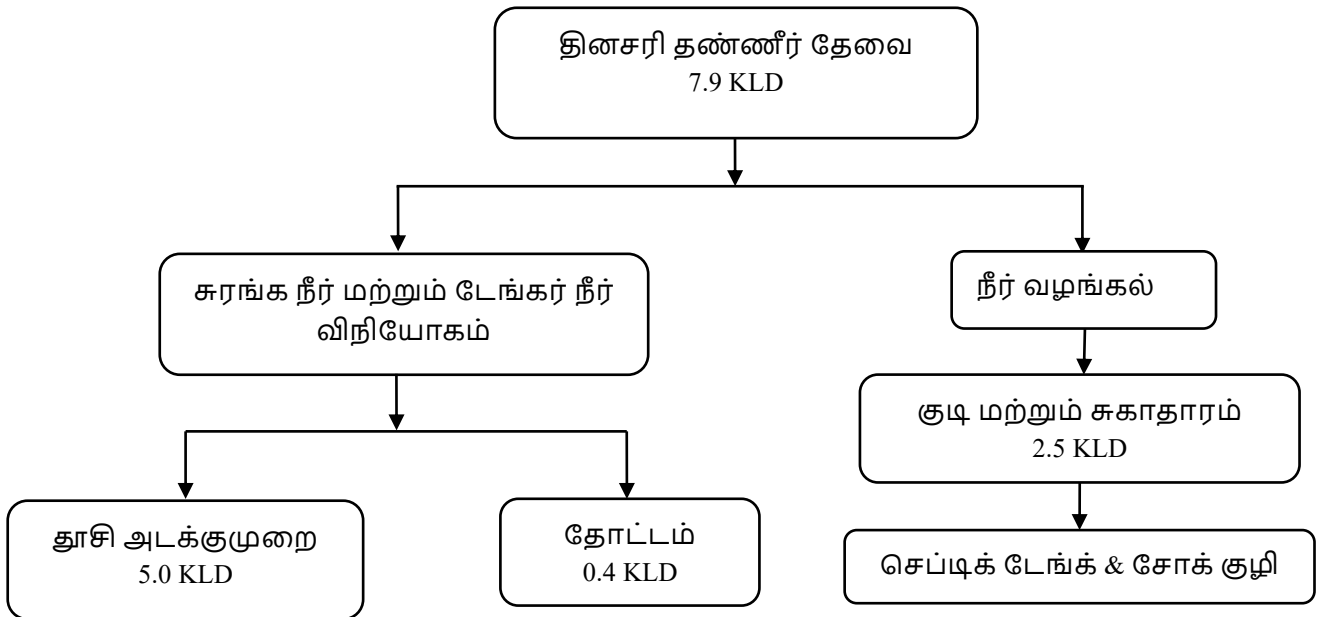 தினசரி தண்ணீர் தேவை
7.9 KLD
சுரங்க நீர் மற்றும் டேங்கர் நீர்
விநியோகம்
நீர் வழங்கல்
குடி மற்றும் சுகாதாரம்
2.5 KLD
தூசி அடக்குமுறை
5.0 KLD
தோட்டம்
0.4 KLD
செப்டிக் டேங்க் & சோக் குழி